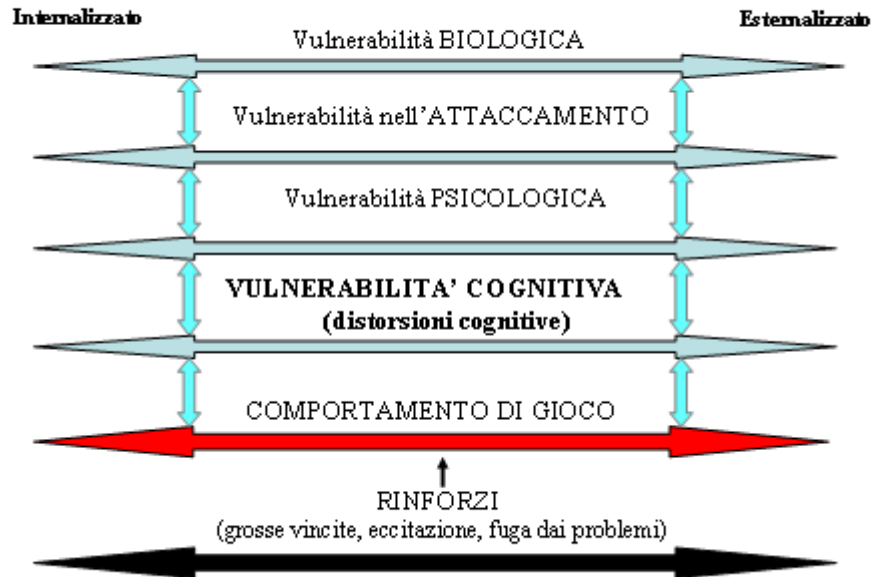 Internalizzato
Esternalizzato
Vulnerabilità BIOLOGICA
Vulnerabilità nell'ATTACCAMENTO
Vulnerabilità PSICOLOGICA
VULNERABILITA' COGNITIVA
(distorsioni cognitive)
COMPORTAMENTO DI GIOCO
RINFORZI
(grosse vincite, eccitazione, fuga dai problemi)